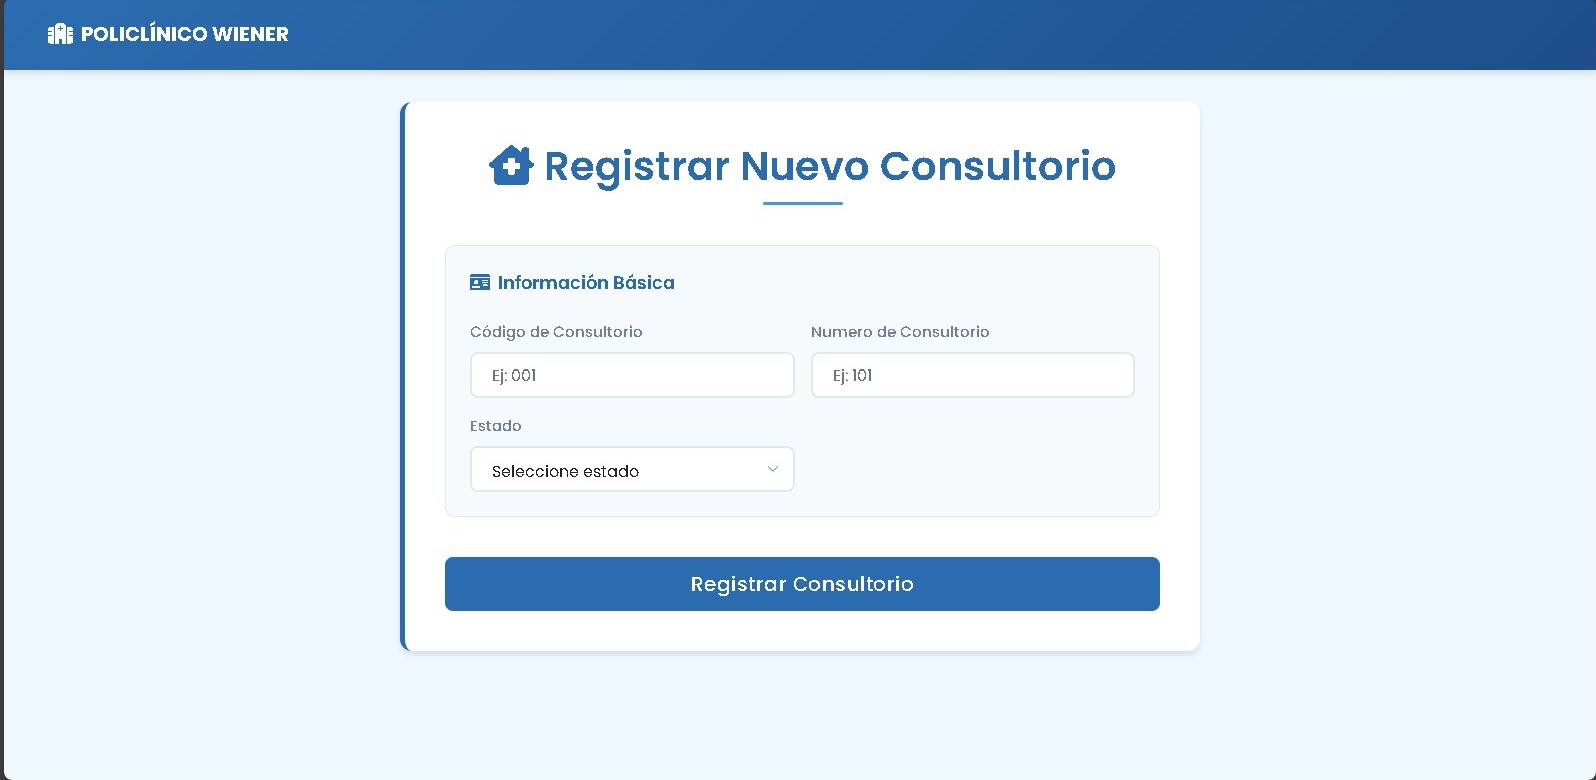 POLICLÍNICO WIENER
Registrar Nuevo Consultorio
Información Básica
Código de Consultorio
Numero de Consultorio
Ej: 001
Ej: 101
Estado
Seleccione estado
Registrar Consultorio